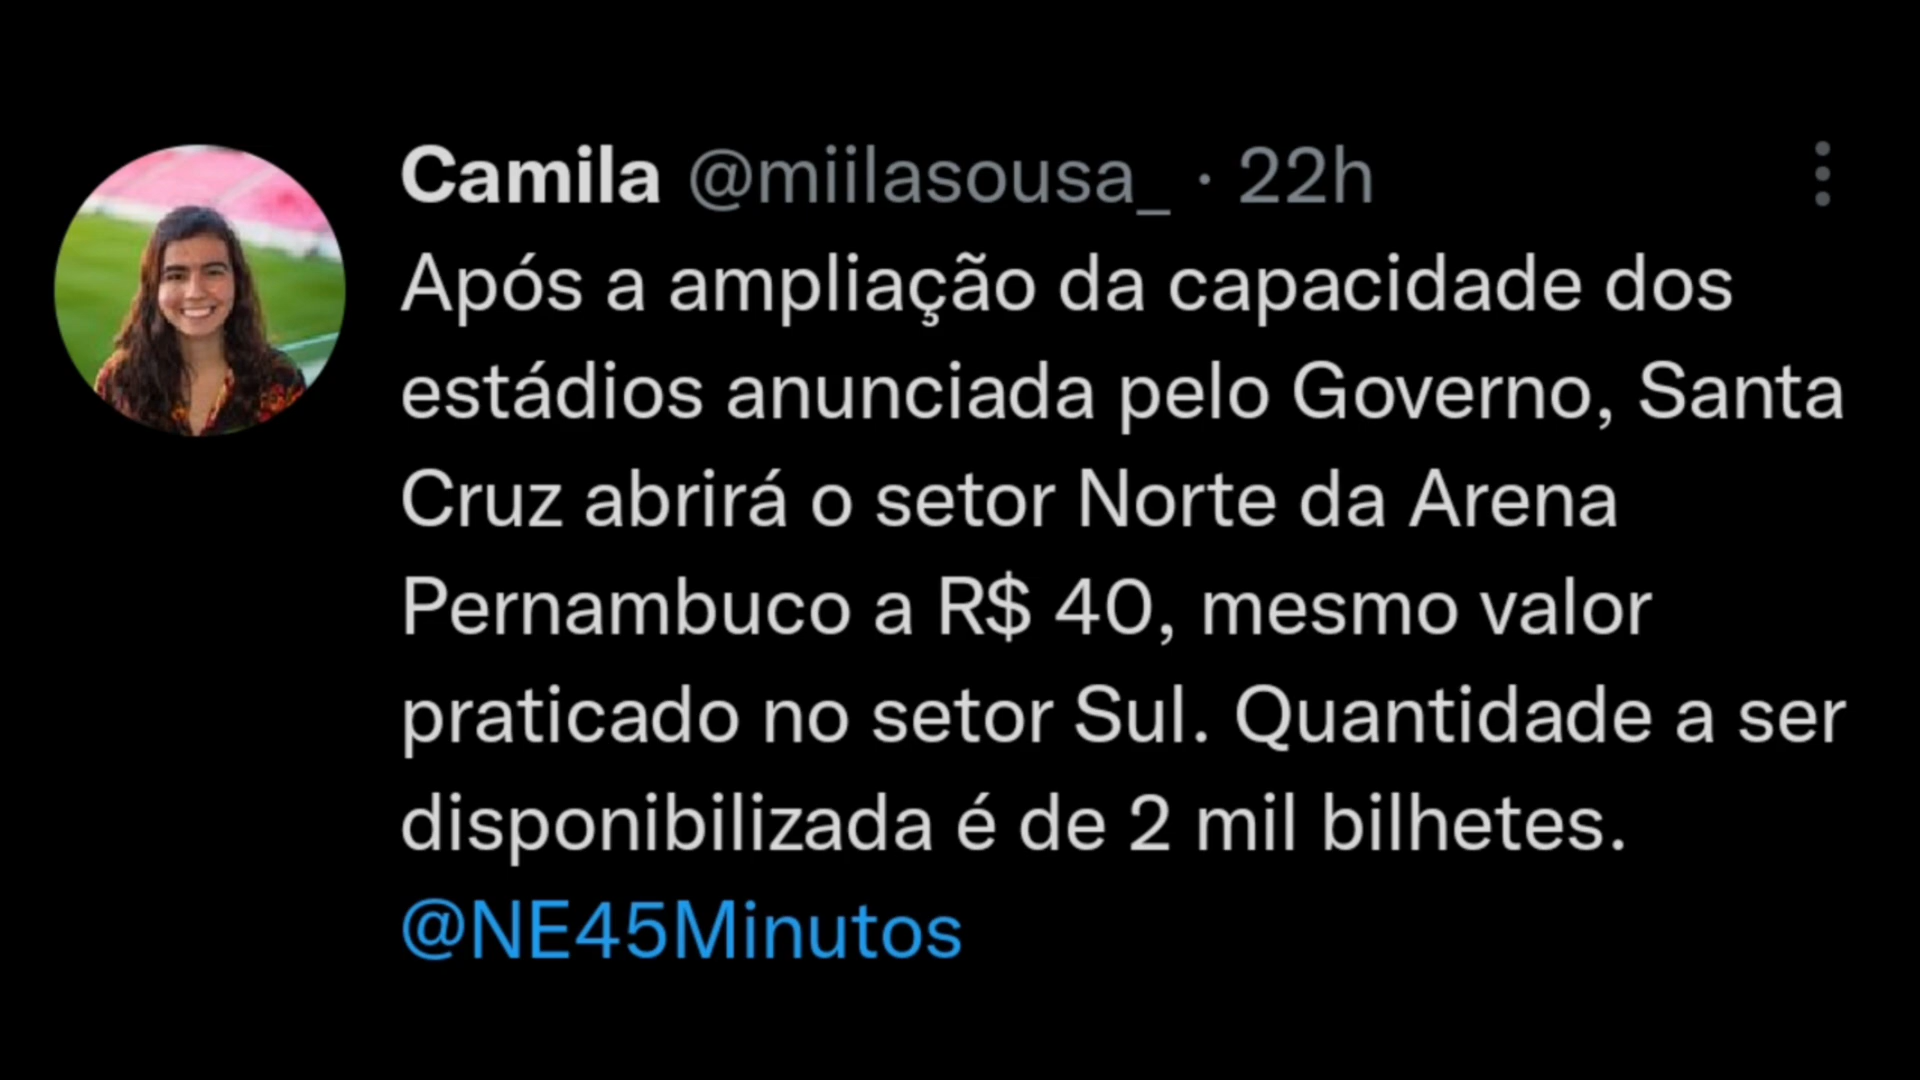 Camila @miilasousa_ · 22h
Após a ampliação da capacidade dos
estádios anunciada pelo Governo, Santa
Cruz abrirá o setor Norte da Arena
Pernambuco a R$ 40, mesmo valor
praticado no setor Sul. Quantidade a ser
disponibilizada é de 2 mil bilhetes.
@NE45Minutos